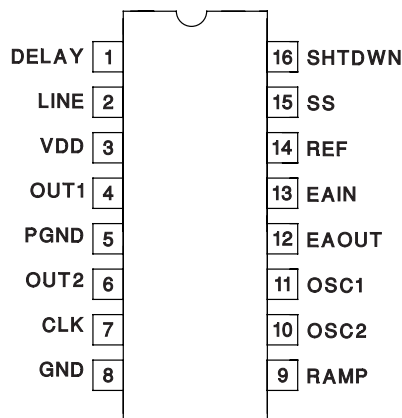 DELAY 1 16 SHTDWN
LINE 2 15 SS
VDD 3 14 REF
OUT1 4 13 EAIN
PGND 5 12 EAOUT
OUT2 6 11 OSC1
CLK 7 10 OSC2
GND 8 9 RAMP